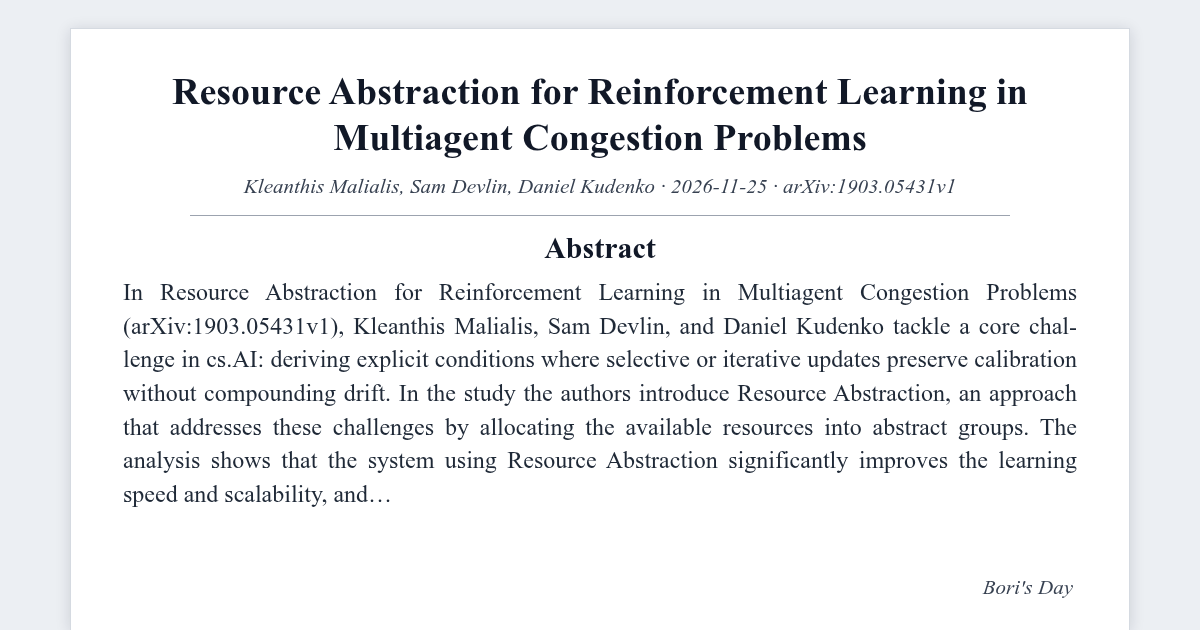 Resource Abstraction for Reinforcement Learning in
Multiagent Congestion Problems
Kleanthis Malialis, Sam Devlin, Daniel Kudenko · 2026-11-25 · arXiv:1903.05431v1
Abstract
In Resource Abstraction for Reinforcement Learning in Multiagent Congestion Problems
(arXiv:1903.05431v1), Kleanthis Malialis, Sam Devlin, and Daniel Kudenko tackle a core chal-
lenge in cs.AI: deriving explicit conditions where selective or iterative updates preserve calibration
without compounding drift. In the study the authors introduce Resource Abstraction, an approach
that addresses these challenges by allocating the available resources into abstract groups. The
analysis shows that the system using Resource Abstraction significantly improves the learning
speed and scalability, and…
Bori's Day